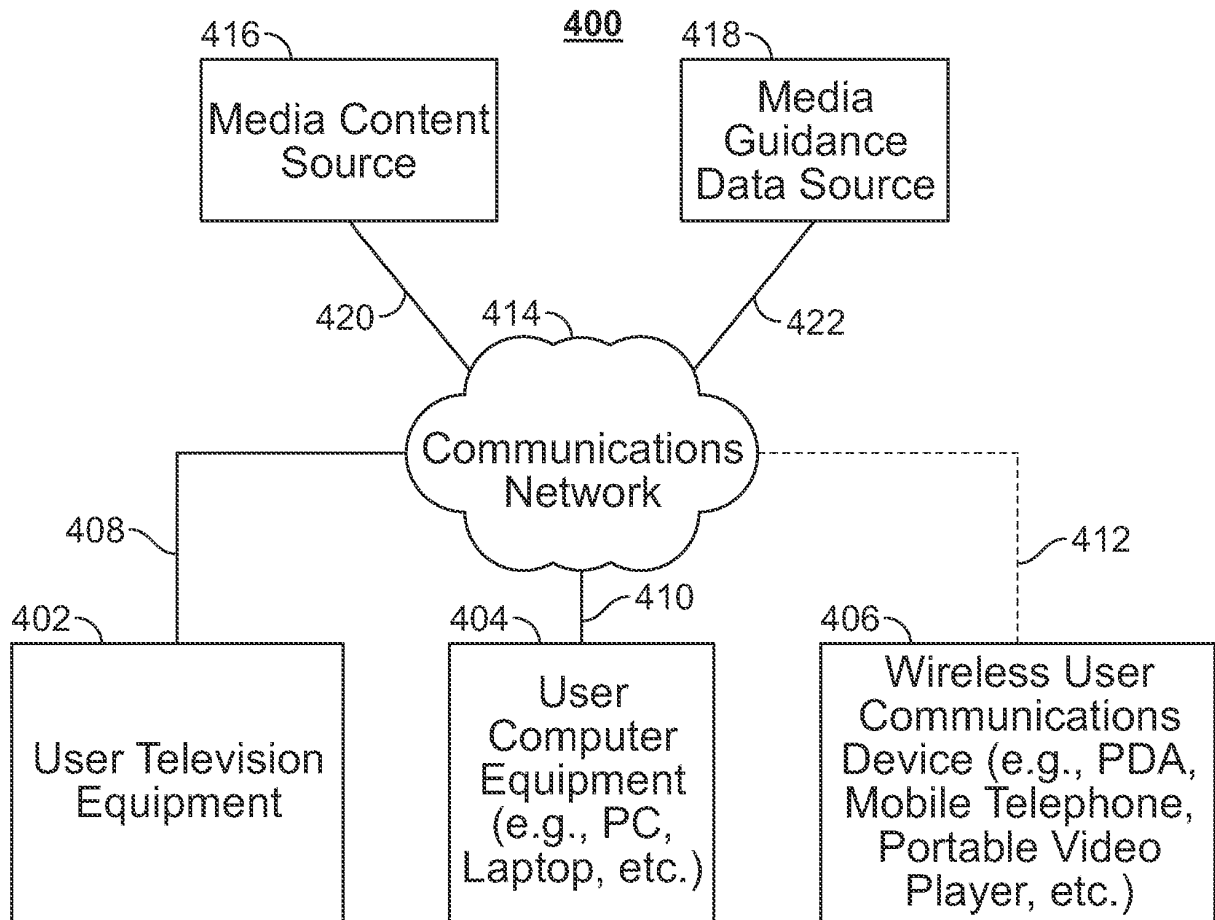 400
416
418
Media Content
Source
Media
Guidance
Data Source
420
414
422
Communications
Network
408
412
410
402
404
406
User Television
Equipment
User
Computer
Equipment
(e.g., PC,
Laptop, etc.)
Wireless User
Communications
Device (e.g., PDA,
Mobile Telephone,
Portable Video
Player, etc.)